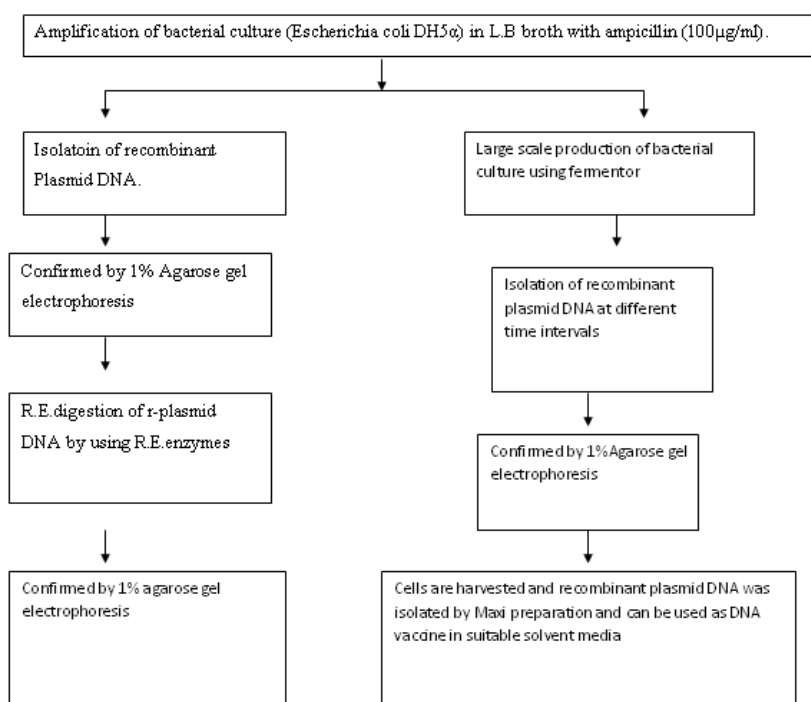 Amplification of bacterial culture (Escherichia coli DH5α) in L.B broth with ampicillin (100μg/ml).
Isolatoin of recombinant
Plasmid DNA.
Confirmed by 1% Agarose gel
electrophoresis
R.E.digestion of r-plasmid
DNA by using R.E.enzymes
Confirmed by 1% agarose gel
electrophoresis
Large scale production of bacterial
culture using fermentor
Isolation of recombinant
plasmid DNA at different
time intervals
Confirmed by 1% Agarose gel
electrophoresis
Cells are harvested and recombinant plasmid DNA was
isolated by Maxi preparation and can be used as DNA
vaccine in suitable solvent media